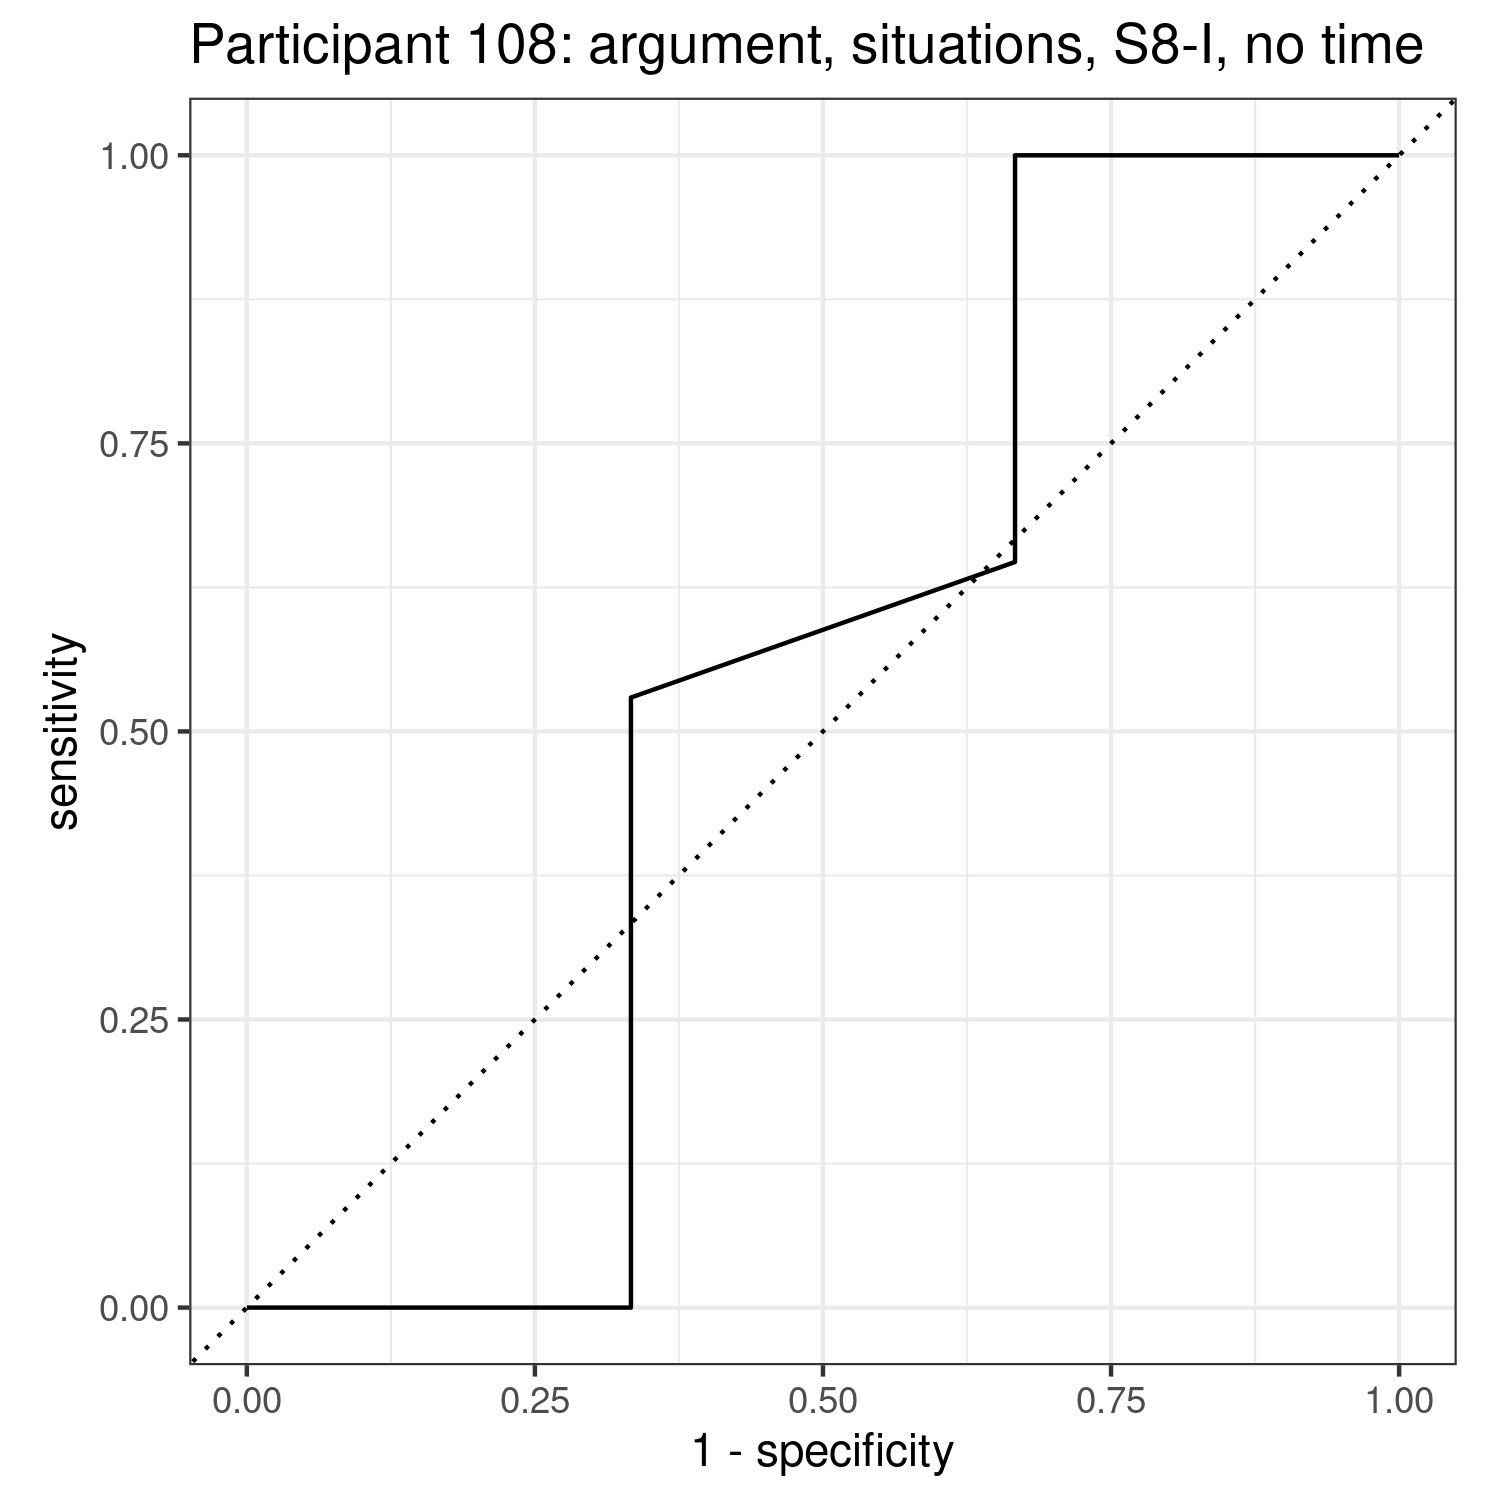 Participant 108: argument, situations, S8-I, no time
sensitivity
1.00
0.75
0.50
0.25
0.00
0.00 0.25 0.50 0.75 1.00
1 - specificity